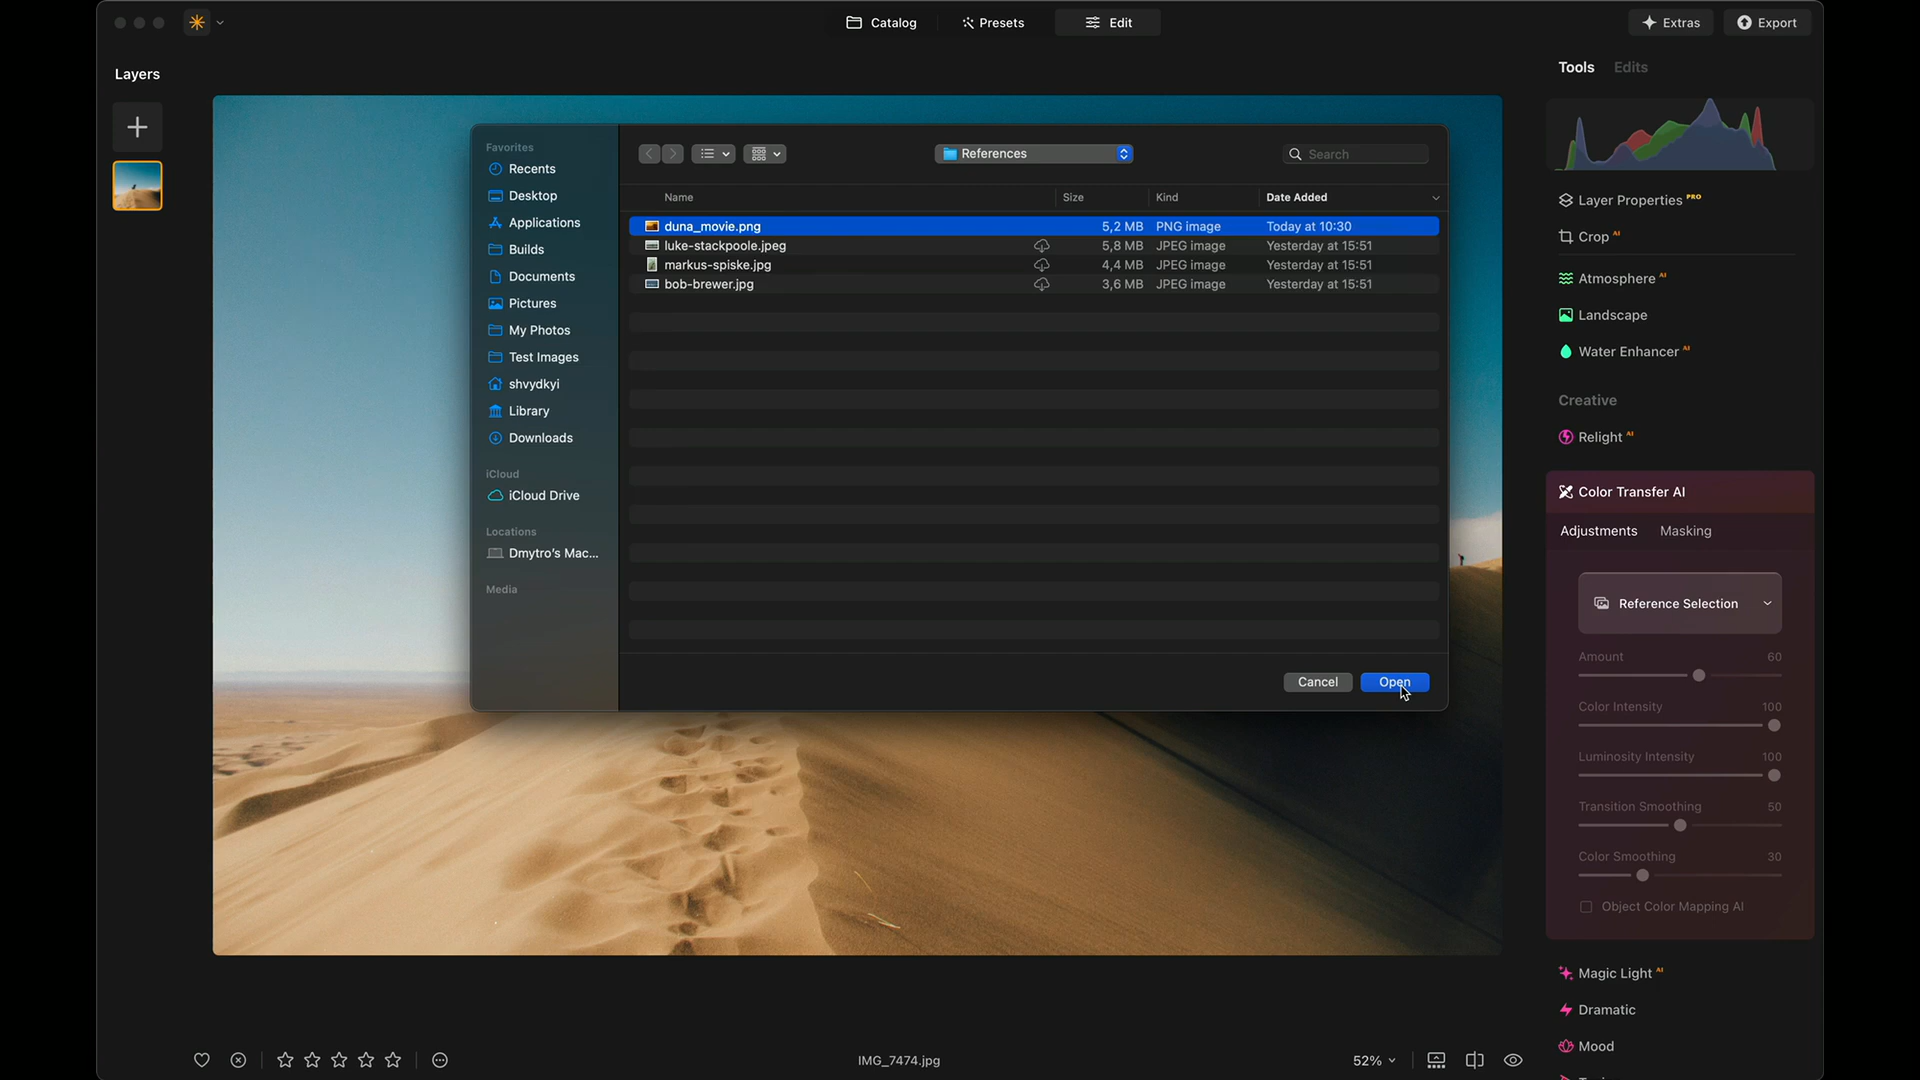 Catalog
Presets
Edit
Extras
Export
Layers
Favorites
Recents
Desktop
Applications
Builds
Documents
Pictures
My Photos
Test Images
shvydkyi
Library
Downloads
iCloud
iCloud Drive
Locations
Dmytro's Mac...
Media
References
Search
Name Size Kind Date Added
duna_movie.png 5,2 MB PNG image Today at 10:30
luke-stackpoole.jpeg 5,8 MB JPEG image Yesterday at 15:51
markus-spiske.jpg 4,4 MB JPEG image Yesterday at 15:51
bob-brewer.jpg 3,6 MB JPEG image Yesterday at 15:51
Cancel Open
Tools Edits
Layer Properties PRO
Crop AI
Atmosphere AI
Landscape
Water Enhancer AI
Creative
Relight AI
Color Transfer AI
Adjustments Masking
Reference Selection
Amount 60
Color Intensity 100
Luminosity Intensity 100
Transition Smoothing 50
Color Smoothing 30
Object Color Mapping AI
Magic Light AI
Dramatic
Mood
IMG_7474.jpg
52%